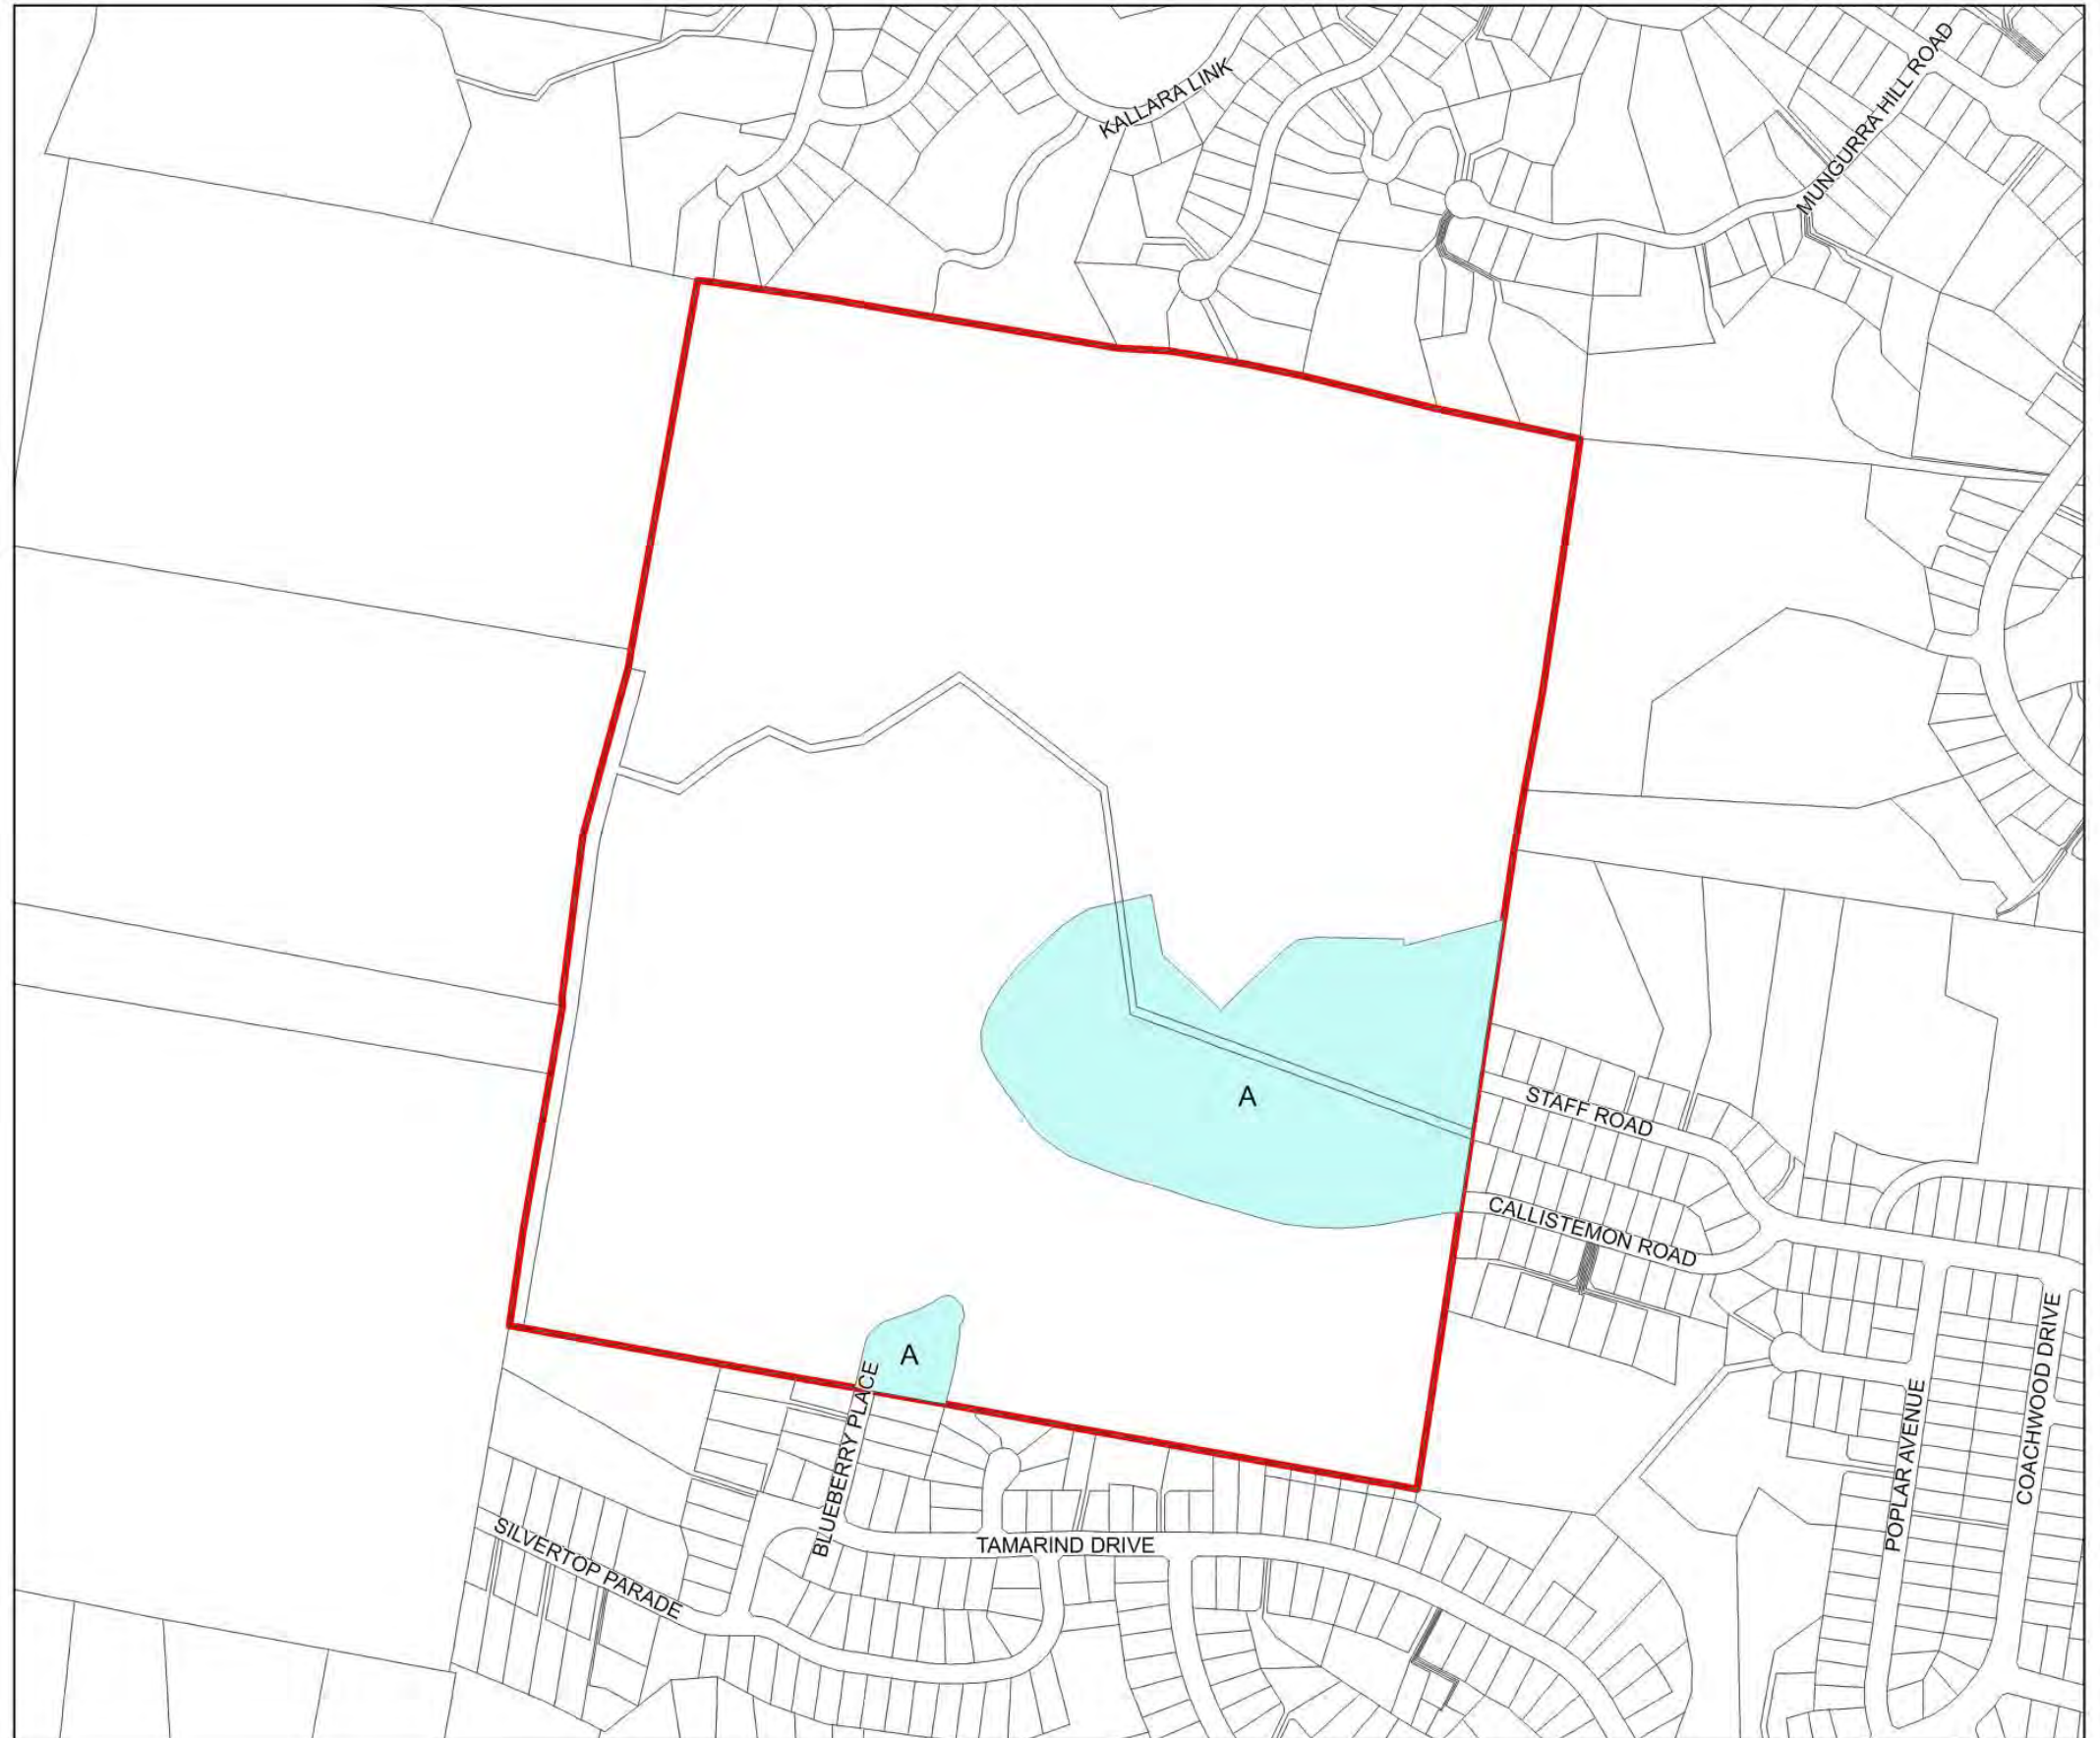 KALLARA LINK
MUNGURRA HILL ROAD
A
STAFF ROAD
CALLISTEMON ROAD
A
BLUEBERRY PLACE
SILVERTOP PARADE
TAMARIND DRIVE
POPLAR AVENUE
COACHWOOD DRIVE